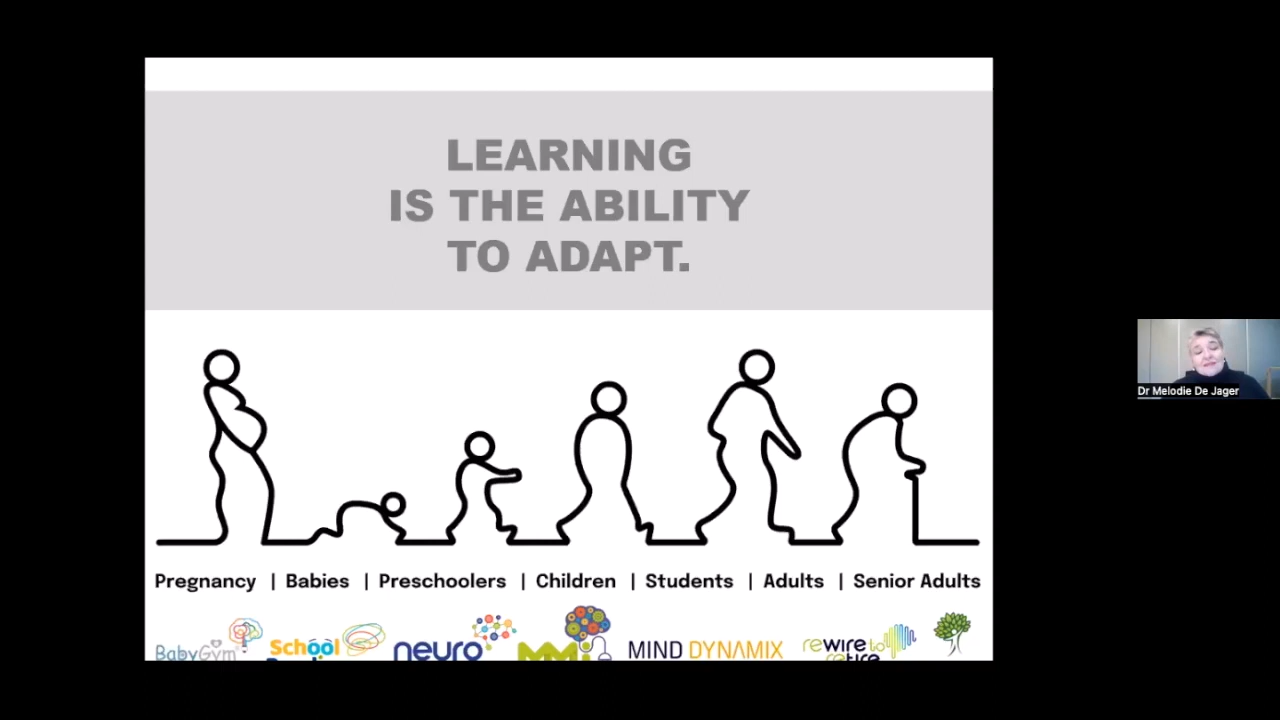 LEARNING
IS THE ABILITY
TO ADAPT.
Dr Melodie De Jager
Pregnancy | Babies | Preschoolers | Children | Students | Adults | Senior Adults
BabyGym School neuro MIND DYNAMIX rewire to
retire